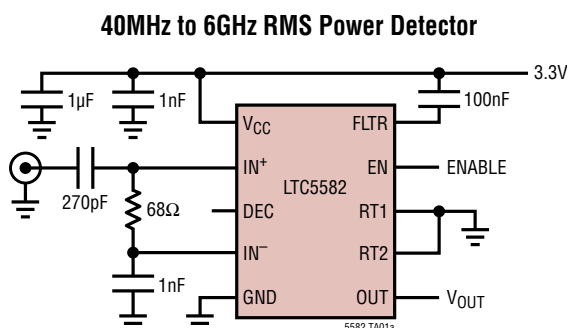 40MHz to 6GHz RMS Power Detector
3.3V
1µF
1nF
100nF
VCC
FLTR
IN+
EN
ENABLE
LTC5582
270pF
68Ω
DEC
RT1
IN−
RT2
1nF
GND
OUT
VOUT
5582 TA01a